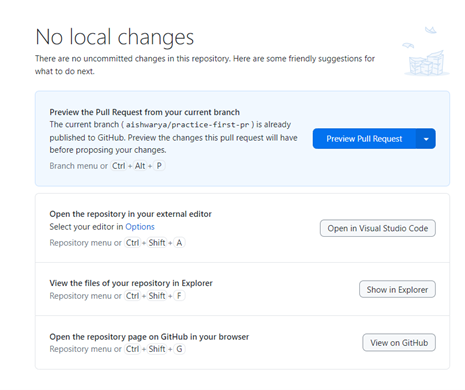 No local changes
There are no uncommitted changes in this repository. Here are some friendly suggestions for
what to do next.
Preview the Pull Request from your current branch
The current branch ( aishwarya/practice-first-pr ) is already
published to GitHub. Preview the changes this pull request will have
before proposing your changes.
Branch menu or Ctrl + Alt + P
Preview Pull Request
Open the repository in your external editor
Select your editor in Options
Repository menu or Ctrl + Shift + A
Open in Visual Studio Code
View the files of your repository in Explorer
Repository menu or Ctrl + Shift + F
Show in Explorer
Open the repository page on GitHub in your browser
Repository menu or Ctrl + Shift + G
View on GitHub